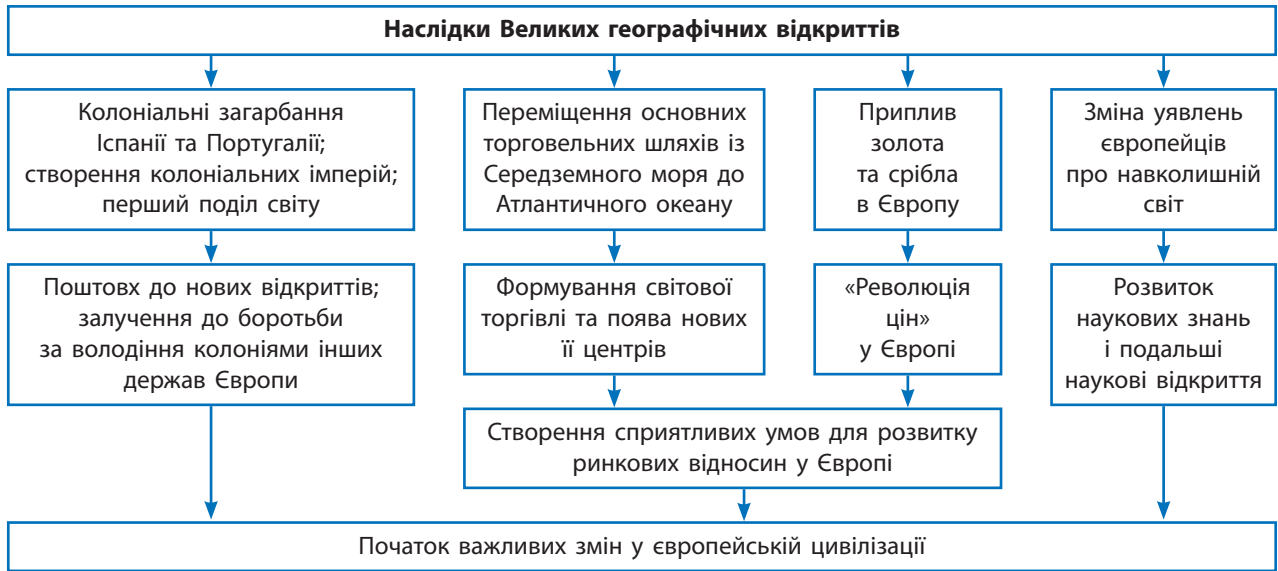 Наслідки Великих географічних відкриттів
Колоніальні загарбання
Іспанії та Португалії;
створення колоніальних імперій;
перший поділ світу
Переміщення основних
торговельних шляхів із
Середземного моря до
Атлантичного океану
Приплив
золота
та срібла
в Європу
Зміна уявлень
європейців
про навколишній
світ
Поштовх до нових відкриттів;
залучення до боротьби
за володіння колоніями інших
держав Європи
Формування світової
торгівлі та поява нових
її центрів
«Революція
цін»
у Європі
Розвиток
наукових знань
і подальші
наукові відкриття
Створення сприятливих умов для розвитку
ринкових відносин у Європі
Початок важливих змін у європейській цивілізації